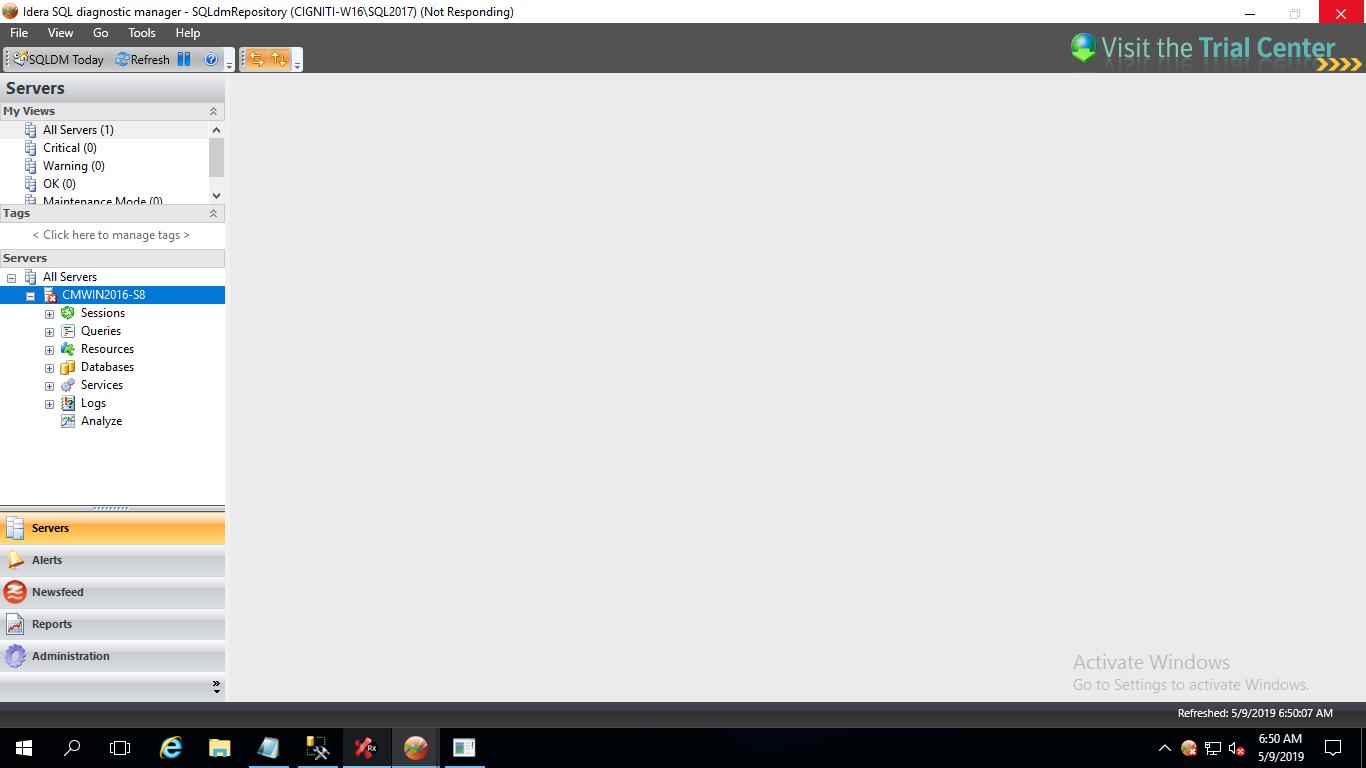 Idera SQL diagnostic manager - SQLdmRepository (CIGNITI-W16\SQL2017) (Not Responding)
File View Go Tools Help
Visit the Trial Center
SQLDM Today Refresh
Servers
My Views
All Servers (1)
Critical (0)
Warning (0)
OK (0)
Maintenance Mode (0)
Tags
< Click here to manage tags >
Servers
All Servers
CMWIN2016-S8
Sessions
Queries
Resources
Databases
Services
Logs
Analyze
Servers
Alerts
Newsfeed
Reports
Administration
Activate Windows
Go to Settings to activate Windows.
Refreshed: 5/9/2019 6:50:07 AM
Rx
6:50 AM
5/9/2019